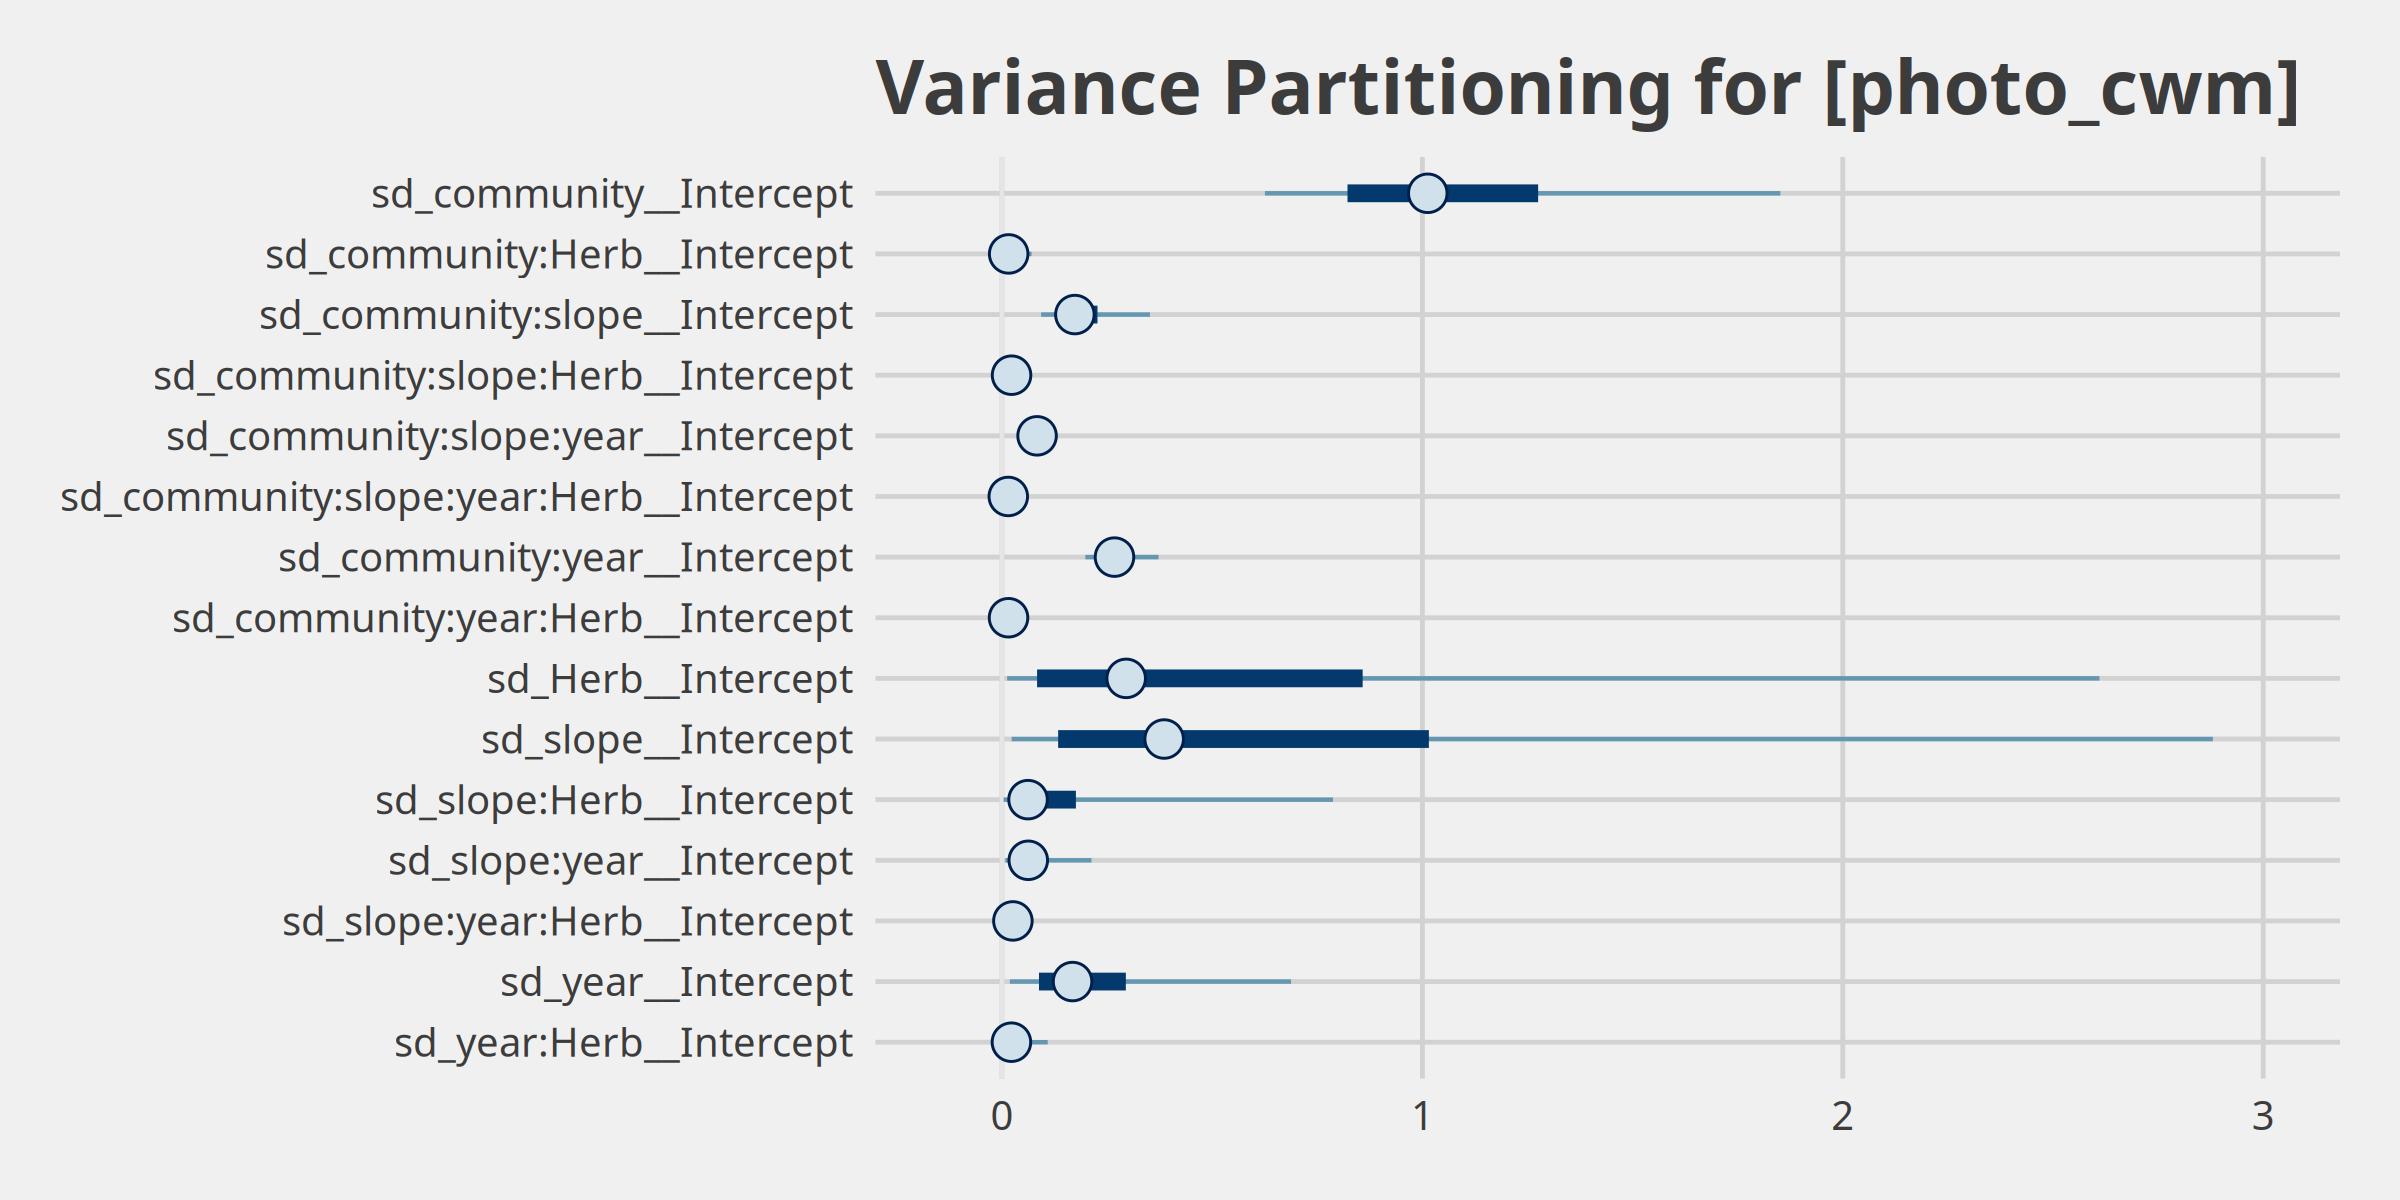 Variance Partitioning for [photo_cwm]
sd_community__Intercept
sd_community:Herb__Intercept
sd_community:slope__Intercept
sd_community:slope:Herb__Intercept
sd_community:slope:year__Intercept
sd_community:slope:year:Herb__Intercept
sd_community:year__Intercept
sd_community:year:Herb__Intercept
sd_Herb__Intercept
sd_slope__Intercept
sd_slope:Herb__Intercept
sd_slope:year__Intercept
sd_slope:year:Herb__Intercept
sd_year__Intercept
sd_year:Herb__Intercept
0 1 2 3